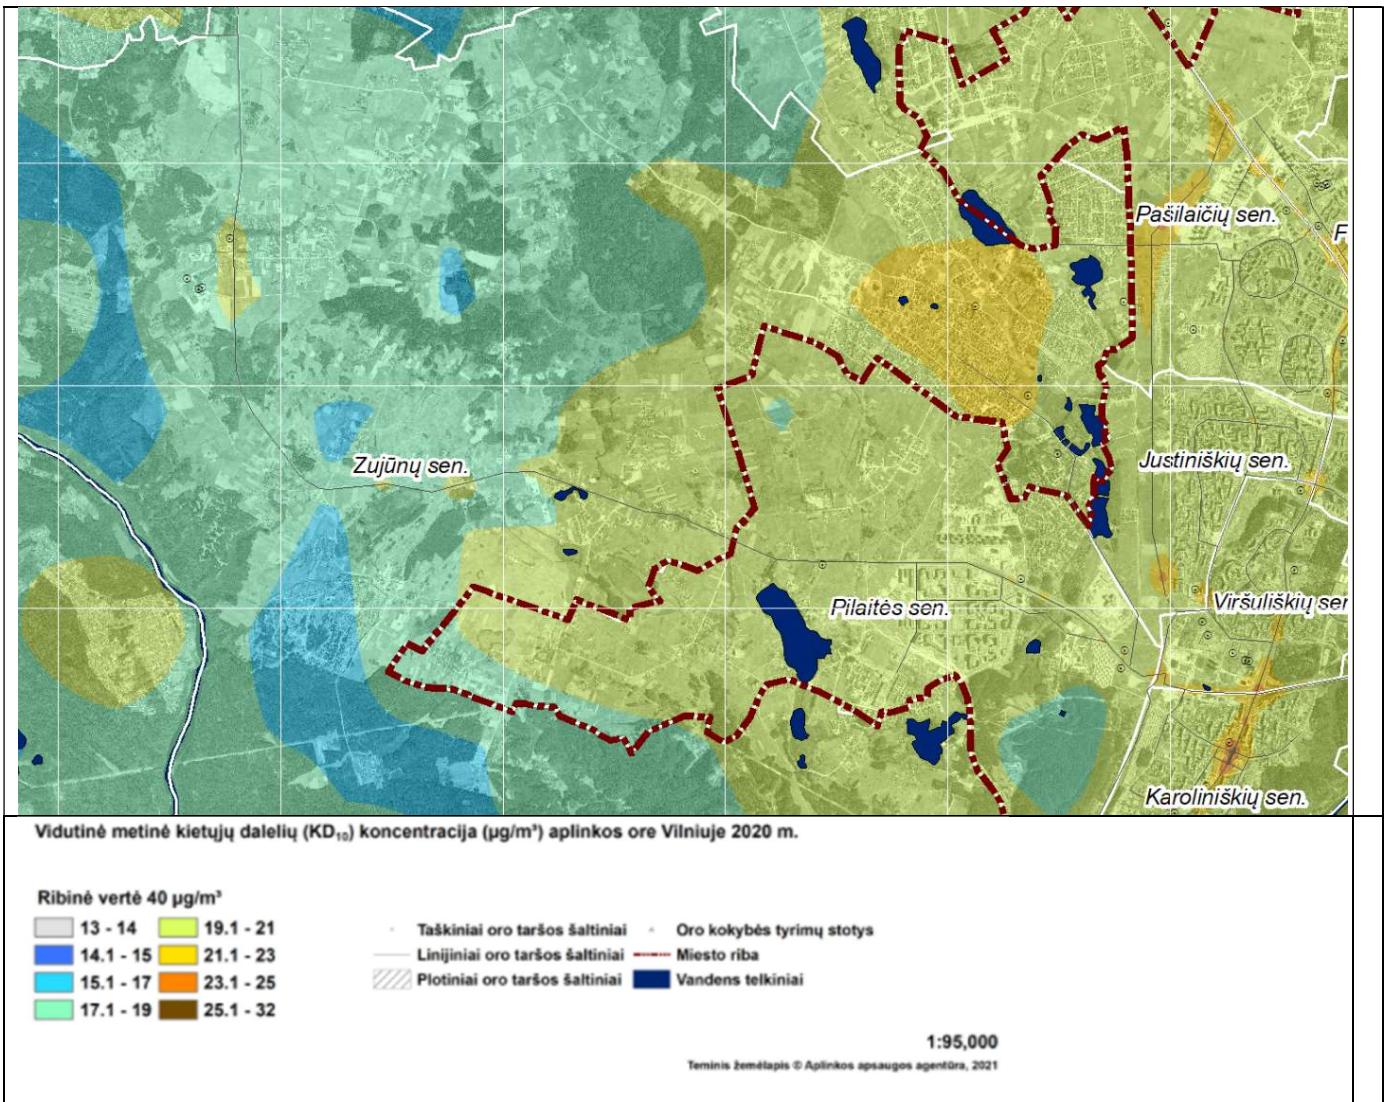 Pašilaičių sen.
F
Zujūnų sen.
Justiniškių sen.
Pilaitės sen.
Viršuliškių ser
Karoliniškių sen.
Vidutinė metinė kietųjų dalelių (KD₁₀) koncentracija (µg/m³) aplinkos ore Vilniuje 2020 m.
Ribinė vertė 40 µg/m³
13 - 14
19.1 - 21
14.1 - 15
21.1 - 23
15.1 - 17
23.1 - 25
17.1 - 19
25.1 - 32
Taškiniai oro taršos šaltiniai
Oro kokybės tyrimų stotys
Linijiniai oro taršos šaltiniai
Miesto riba
Plotiniai oro taršos šaltiniai
Vandens telkiniai
1:95,000
Teminis žemėlapis © Aplinkos apsaugos agentūra, 2021